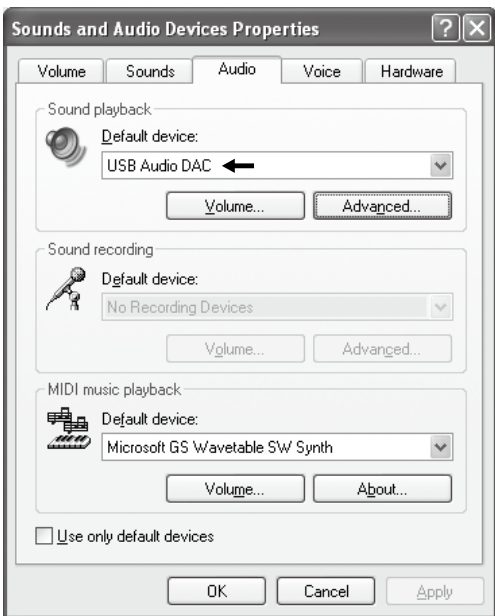 Sounds and Audio Devices Properties
Volume Sounds Audio Voice Hardware
Sound playback
Default device:
USB Audio DAC
Volume... Advanced...
Sound recording
Default device:
No Recording Devices
Volume... Advanced...
MIDI music playback
Default device:
Microsoft GS Wavetable SW Synth
Volume... About...
Use only default devices
OK Cancel Apply